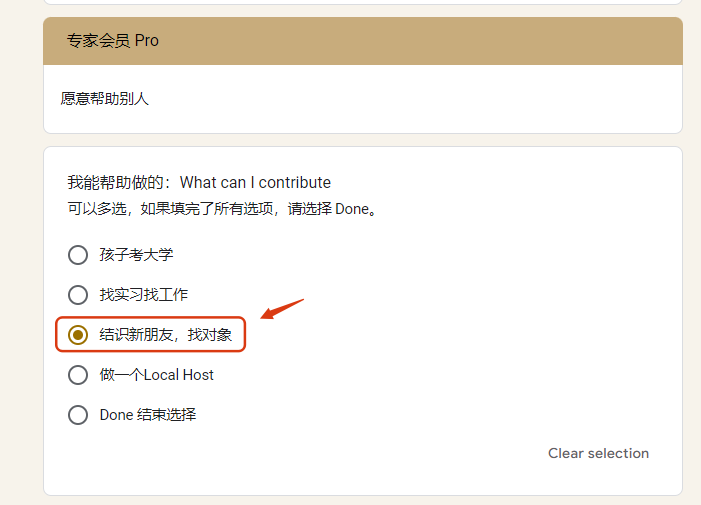 专家会员 Pro
愿意帮助别人
我能帮助做的：What can I contribute
可以多选，如果填完了所有选项，请选择 Done。
孩子考大学
找实习找工作
结识新朋友，找对象
做一个Local Host
Done 结束选择
Clear selection